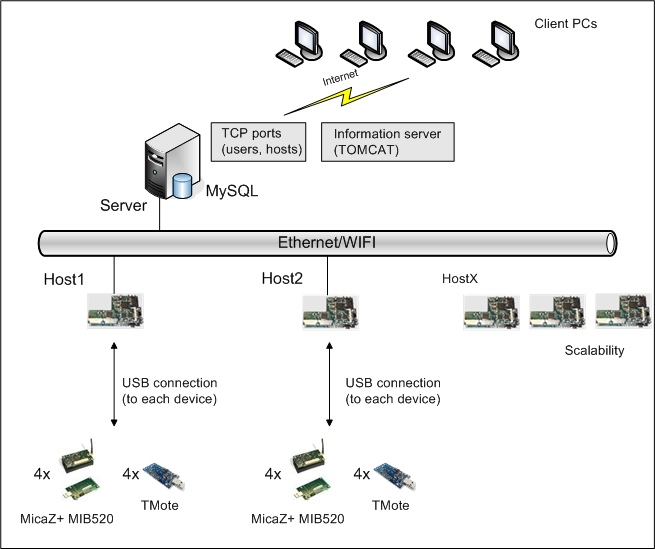 Client PCs
Internet
TCP ports
(users, hosts)
Information server
(TOMCAT)
MySQL
Server
Ethernet/WIFI
Host1
Host2
HostX
Scalability
USB connection
(to each device)
USB connection
(to each device)
4x
4x
4x
4x
TMote
TMote
MicaZ+ MIB520
MicaZ+ MIB520